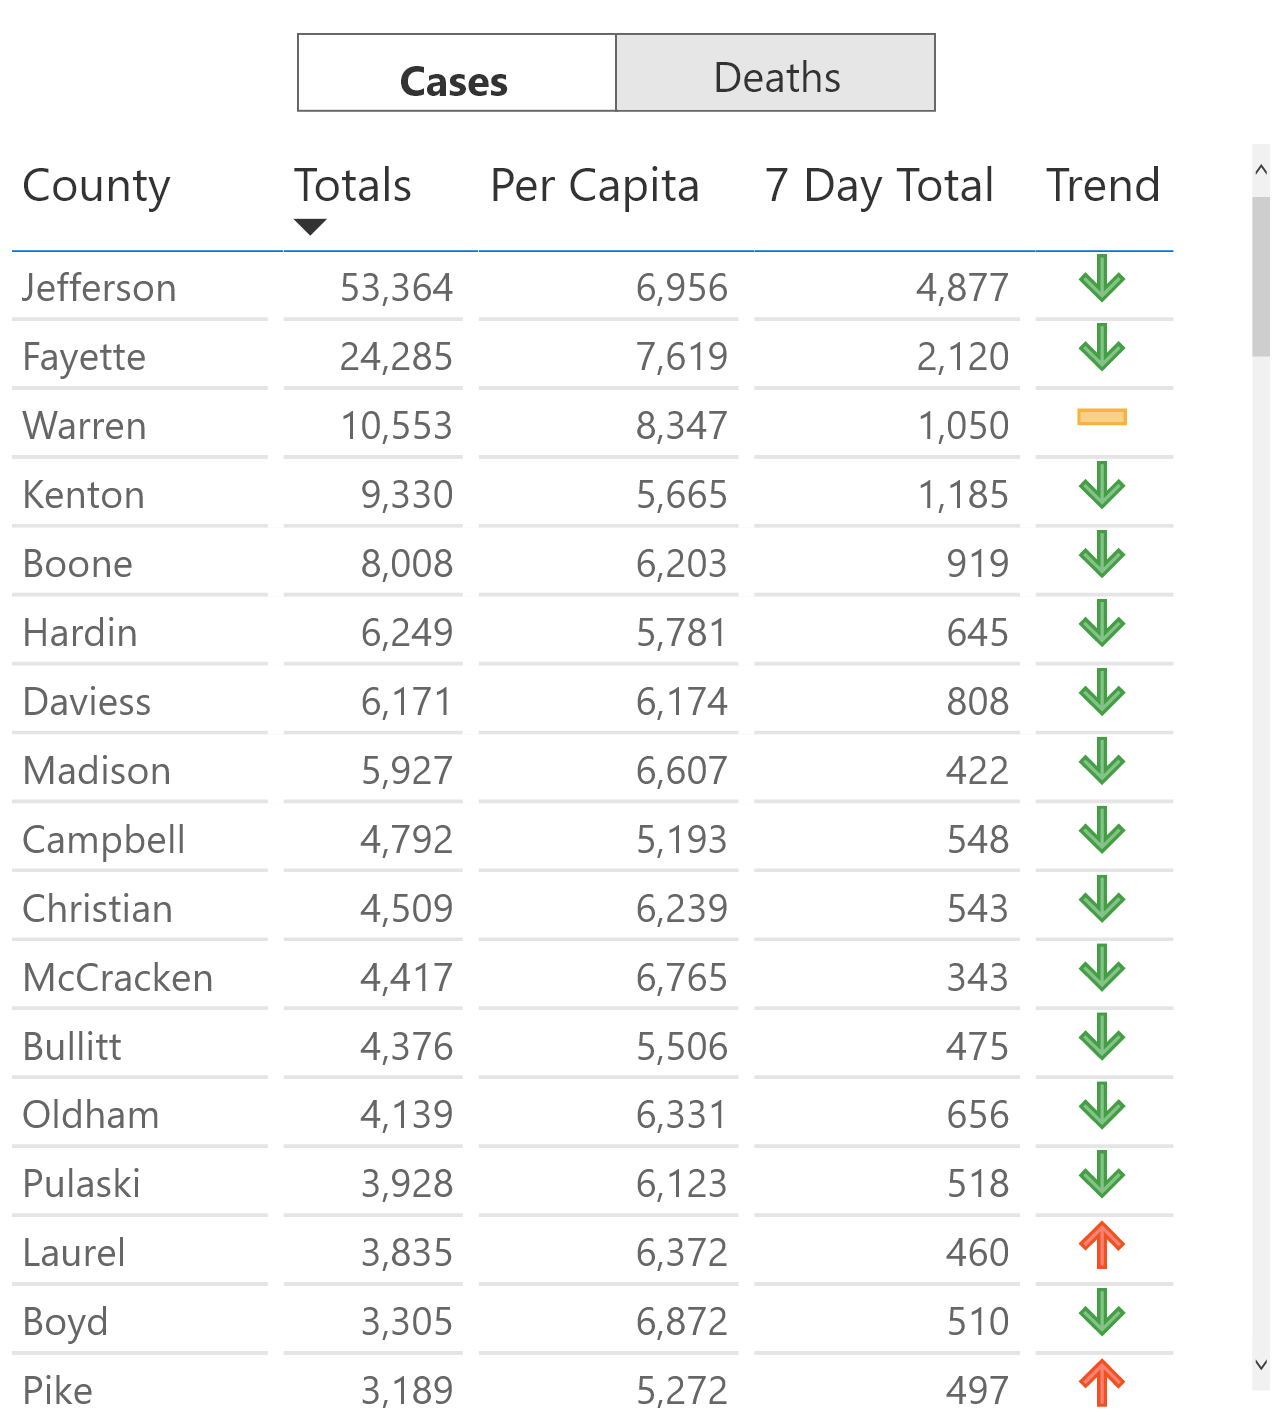 Cases Deaths
County Totals Per Capita 7 Day Total Trend
Jefferson 53,364 6,956 4,877
Fayette 24,285 7,619 2,120
Warren 10,553 8,347 1,050
Kenton 9,330 5,665 1,185
Boone 8,008 6,203 919
Hardin 6,249 5,781 645
Daviess 6,171 6,174 808
Madison 5,927 6,607 422
Campbell 4,792 5,193 548
Christian 4,509 6,239 543
McCracken 4,417 6,765 343
Bullitt 4,376 5,506 475
Oldham 4,139 6,331 656
Pulaski 3,928 6,123 518
Laurel 3,835 6,372 460
Boyd 3,305 6,872 510
Pike 3,189 5,272 497